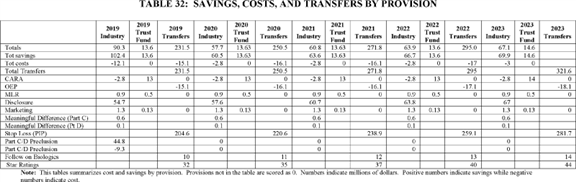 TABLE 32: SAVINGS, COSTS, AND TRANSFERS BY PROVISION
2019 Industry 2019 Trust Fund 2019 Transfers 2020 Industry 2020 Trust Fund 2020 Transfers 2021 Industry 2021 Trust Fund 2021 Transfers 2022 Industry 2022 Trust Fund 2022 Transfers 2023 Industry 2023 Trust Fund 2023 Transfers
Totals 90.3 13.6 231.5 57.7 13.63 250.5 60.8 13.63 271.8 63.9 13.6 295.0 67.1 14.6
Tot savings 102.4 13.6 60.5 13.63 63.6 13.63 66.7 13.6 69.9 14.6
Tot costs -12.1 0 -15.1 -2.8 0 -16.1 -2.8 0 -16.1 -2.8 0 -17 -3 0
Total Transfers 231.5 250.5 271.8 295 321.6
CARA -2.8 13 -2.8 13 -2.8 13 -2.8 13 -2.8 14 0
OEP -15.1 -16.1 -16.1 -17.1 -18.1
MLR 0.9 0.5 0.9 0.5 0.9 0.5 0.9 0.5 0.9 0.5
Disclosure 54.7 57.6 60.7 63.8 67
Marketing 1.3 0.13 1.3 0.13 1.3 0.13 1.3 0.13 1.3 0.13
Meaningful Difference (Part C) 0.6 0.6 0.6 0.6 0.6
Meaningful Difference (Pt D) 0.1 0.1 0.1 0.1 0.1
Stop Loss (PIP) 204.6 220.6 238.9 259.1 281.7
Part C/D Preclusion 44.8 0 0 0 0
Part C/D Preclusion -9.3 0 0 0 0
Follow on Biologics 10 11 12 13 14
Star Ratings 32 35 37 40 44
Note: This tables summarizes cost and savings by provision. Provisions not in the table are scored as 0. Numbers indicate millions of dollars. Positive numbers indicate savings while negative
numbers indicate cost.